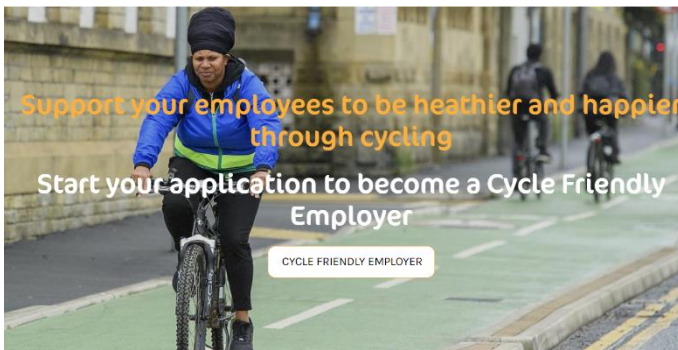 Support your employees to be heathier and happier
through cycling
Start your application to become a Cycle Friendly
Employer
CYCLE FRIENDLY EMPLOYER